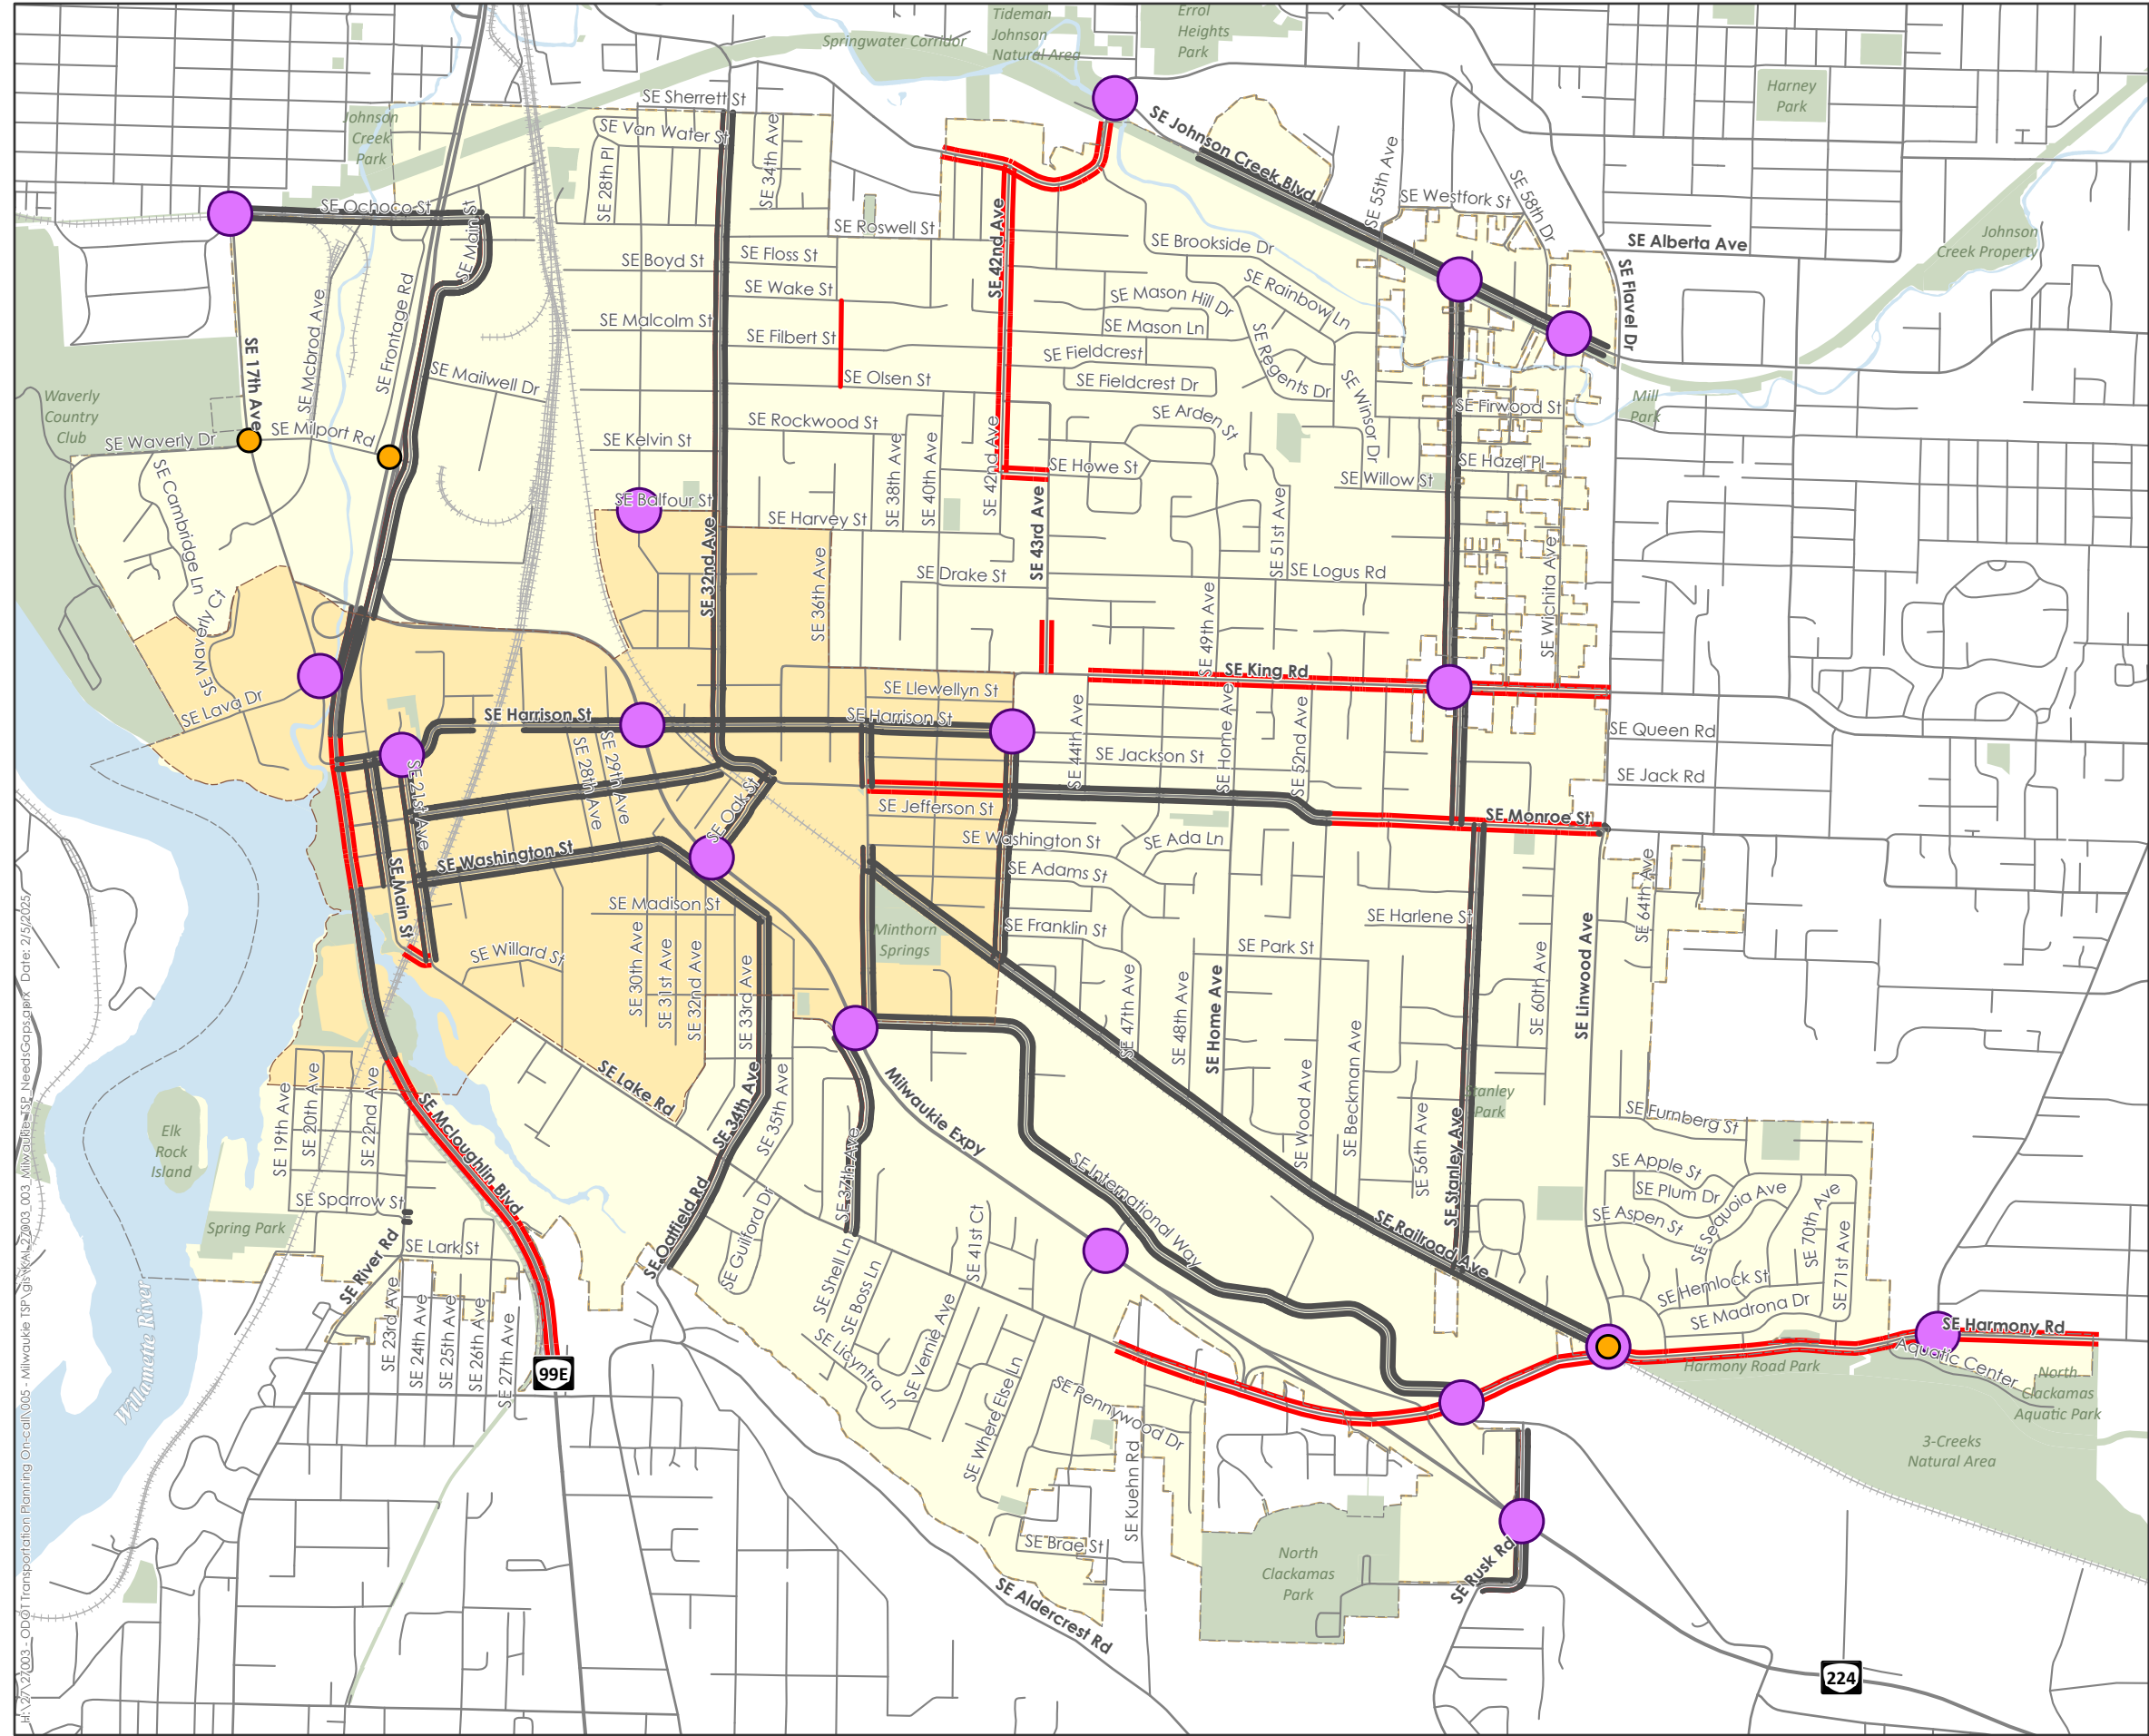 Tideman
Johnson
Natural Area
Errol
Heights
Park
Springwater Corridor
Harney
Park
SE Sherrett St
SE Van Water St
SE 34th Ave
SE 28th Pl
Johnson
Creek
Park
SE Johnson Creek Blvd
SE 55th Ave
SE Westfork St
SE 58th Dr
SE Ochoco St
SE Main St
SE Roswell St
SE 42nd Ave
SE Brookside Dr
SE Alberta Ave
Johnson
Creek Property
SE Boyd St
SE Floss St
SE Wake St
SE Rainbow Ln
SE Mason Hill Dr
SE Flavel Dr
SE Malcolm St
SE Filbert St
SE Mason Ln
SE Fieldcrest
SE Fieldcrest Dr
SE Regents Dr
SE Winsor Dr
SE Mcbrod Ave
SE Frontage Rd
SE 17th Ave
SE Mailwell Dr
SE Olsen St
Waverly
Country
Club
Mill
Park
SE Firwood St
SE Arden St
SE Rockwood St
SE Waverly Dr
SE Milport Rd
SE Kelvin St
SE 38th Ave
SE 40th Ave
SE 42nd Ave
SE Howe St
SE Hazel Pl
SE Willow St
SE Cambridge Ln
SE Balfour St
SE Harvey St
SE 43rd Ave
SE 51st Ave
SE 32nd Ave
SE 36th Ave
SE Drake St
SE Logus Rd
SE Wichita Ave
SE Waverly Ct
SE 49th Ave
SE King Rd
SE Lava Dr
SE Llewellyn St
SE Harrison St
SE Harrison St
SE 44th Ave
SE Home Ave
SE 52nd Ave
SE Queen Rd
SE Jackson St
SE Jack Rd
SE 28th Ave
SE 29th Ave
SE 21st Ave
SE Oak St
SE Jefferson St
SE Monroe St
SE Washington St
SE Washington St
SE Ada Ln
SE Adams St
SE Main St
SE 64th Ave
SE Madison St
SE Franklin St
SE Harlene St
Minthorn
Springs
SE Park St
SE Willard St
SE 30th Ave
SE 31st Ave
SE 32nd Ave
SE 33rd Ave
SE 47th Ave
SE 48th Ave
SE Home Ave
SE 60th Ave
SE Linwood Ave
SE Lake Rd
SE 34th Ave
SE 35th Ave
Milwaukie Expy
SE Wood Ave
SE Beckman Ave
SE 56th Ave
SE Stanley Ave
Stanley
Park
SE Furnberg St
Elk
Rock
Island
SE 19th Ave
SE 20th Ave
SE 22nd Ave
SE Mcloughlin Blvd
SE 37th Ave
SE International Way
SE Railroad Ave
SE Apple St
SE Plum Dr
SE Aspen St
SE Sequoia Ave
SE 70th Ave
SE 71st Ave
SE Sparrow St
Spring Park
SE Oatfield Rd
SE Guilford Dr
SE River Rd
SE Lark St
SE Shell Ln
SE Boss Ln
SE 41st Ct
SE Hemlock St
SE Madrona Dr
Willamette River
SE 23rd Ave
SE 24th Ave
SE 25th Ave
SE 26th Ave
SE 27th Ave
99E
SE Licyntra Ln
SE Vernie Ave
SE Where Else Ln
SE Pennywood Dr
SE Harmony Rd
Harmony Road Park
Aquatic Center
North
Clackamas
Aquatic Park
3-Creeks
Natural Area
SE Kuehn Rd
SE Brae St
North
Clackamas
Park
SE Rusk Rd
SE Aldercrest Rd
224
H:\27\27003 - ODOT Transportation Planning On-call\005 - Milwaukie TSP\gis\KAI_27003_003_Milwaukie_TSP_NeedsGaps.aprx Date: 2/5/2025